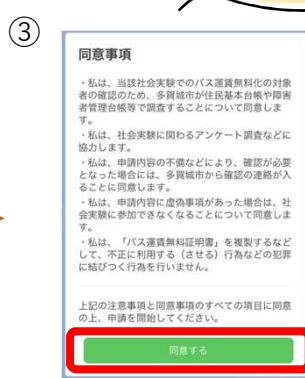 ③
同意事項
・私は、当該社会実験でのバス運賃無料化の対象
者の確認のため、多賀城市が住民基本台帳や障害
者管理台帳等で調査することについて同意しま
す。
・私は、社会実験に関わるアンケート調査などに
協力します。
・私は、申請内容の不備などにより、確認が必要
となった場合には、多賀城市から確認の連絡が入
ることに同意します。
・私は、申請内容に虚偽事項があった場合は、社
会実験に参加できなくなることについて同意しま
す。
・私は、「バス運賃無料証明書」を複製するなど
して、不正に利用する（させる）行為などの犯罪
に結びつく行為を行いません。
上記の注意事項と同意事項のすべての項目に同意
の上、申請を開始してください。
同意する